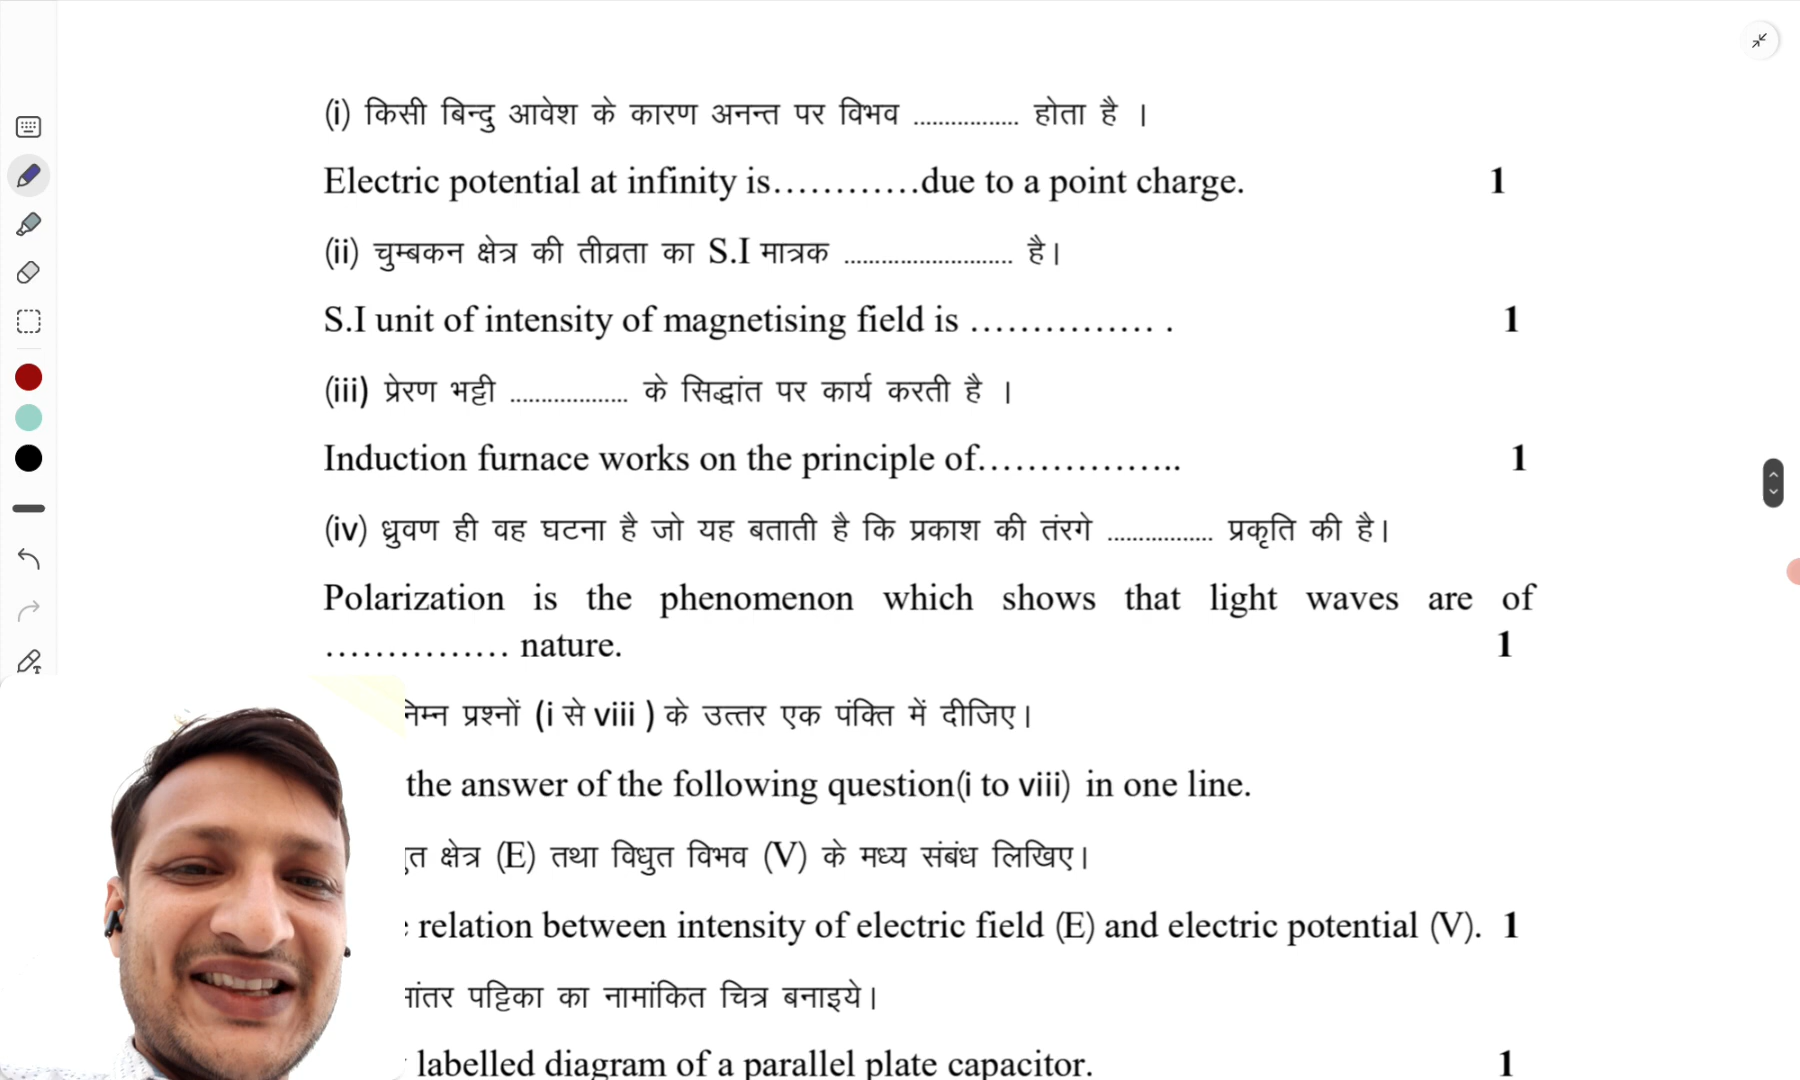 (i) किसी बिन्दु आवेश के कारण अनन्त पर विभव ................. होता है ।
Electric potential at infinity is............due to a point charge. 1
(ii) चुम्बकन क्षेत्र की तीव्रता का S.I मात्रक ........................... है।
S.I unit of intensity of magnetising field is ............... . 1
(iii) प्रेरण भट्टी ................... के सिद्धांत पर कार्य करती है ।
Induction furnace works on the principle of................. 1
(iv) ध्रुवण ही वह घटना है जो यह बताती है कि प्रकाश की तंरगे ................. प्रकृति की है।
Polarization is the phenomenon which shows that light waves are of
............... nature. 1
प्रश्नों (i से viii ) के उत्तर एक पंक्ति में दीजिए।
the answer of the following question(i to viii) in one line.
क्षेत्र (E) तथा विधुत विभव (V) के मध्य संबंध लिखिए।
relation between intensity of electric field (E) and electric potential (V). 1
पट्टिका का नामांकित चित्र बनाइये।
labelled diagram of a parallel plate capacitor. 1